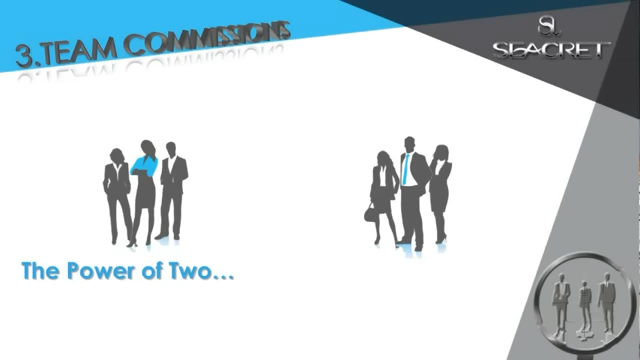 3.TEAM COMMISSIONS
SEACRET
The Power of Two...